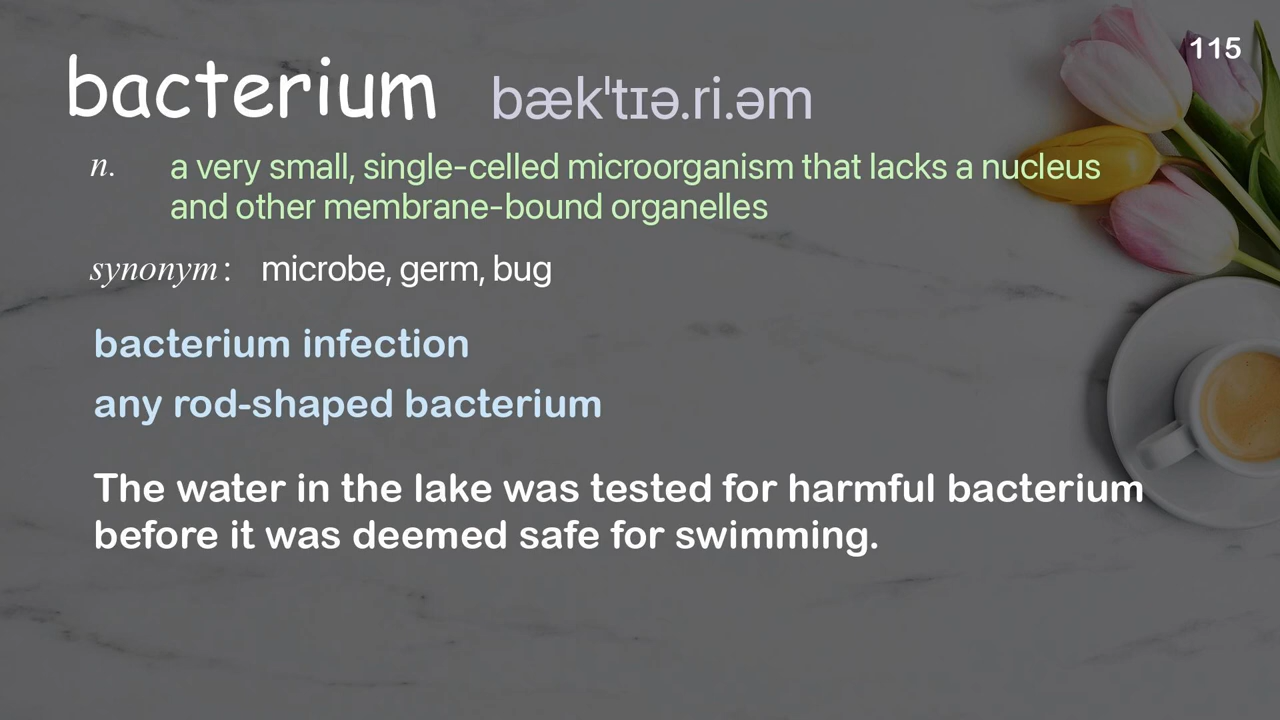 115
bacterium bækˈtɪə.ri.əm
n. a very small, single-celled microorganism that lacks a nucleus
and other membrane-bound organelles
synonym: microbe, germ, bug
bacterium infection
any rod-shaped bacterium
The water in the lake was tested for harmful bacterium
before it was deemed safe for swimming.